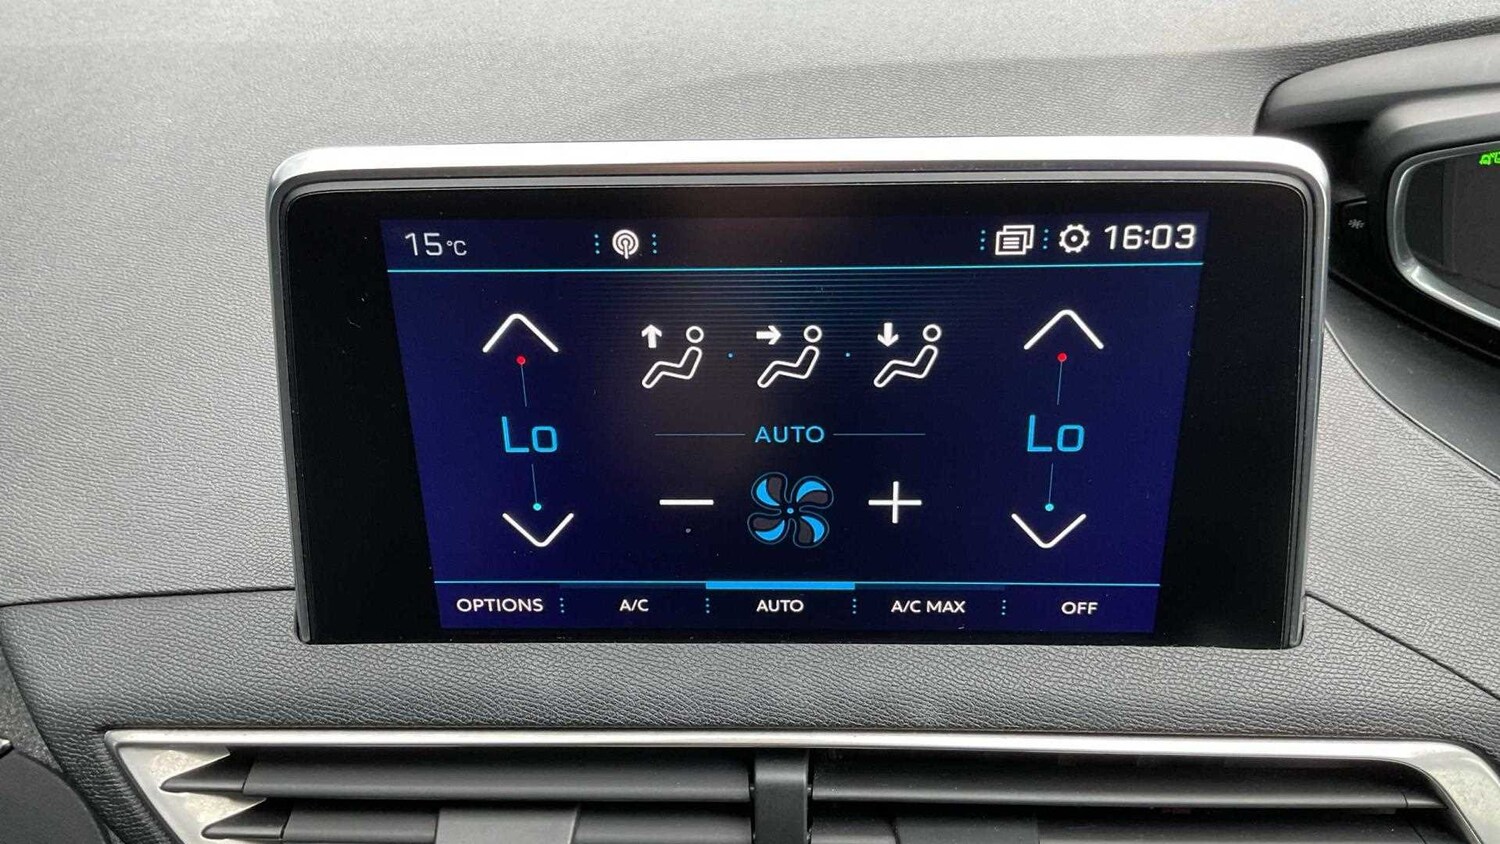 15°C 16:03
Lo Lo
AUTO
OPTIONS A/C AUTO A/C MAX OFF